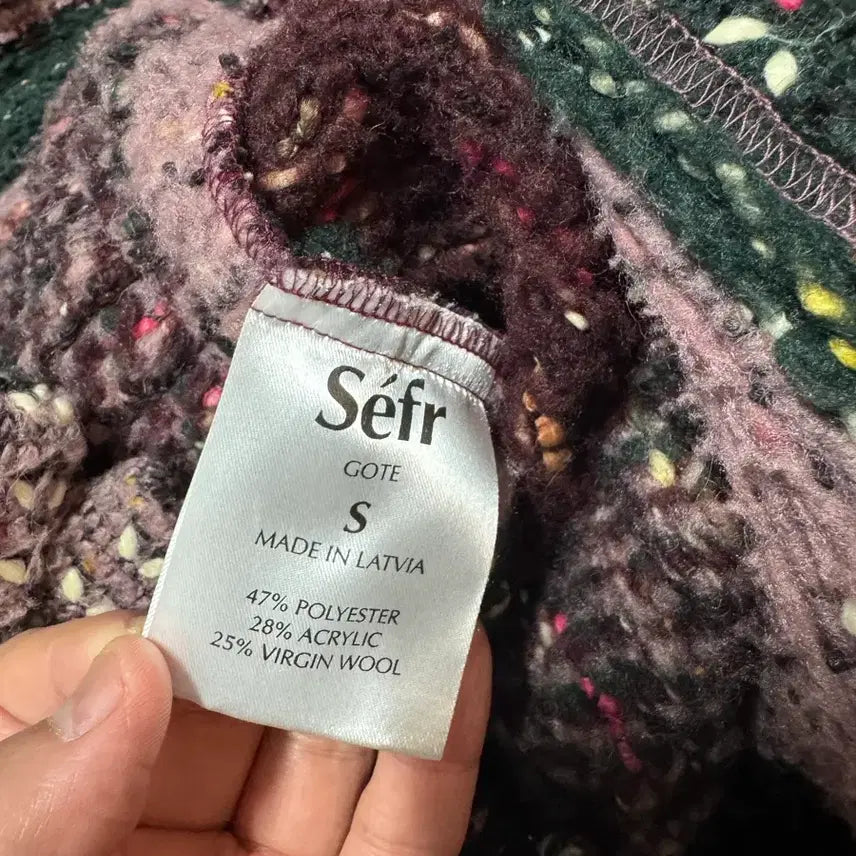 Séfr
GOTE
S
MADE IN LATVIA
47% POLYESTER
28% ACRYLIC
25% VIRGIN WOOL